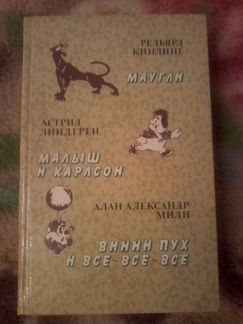 РЕДЬЯРД
КИПЛИНГ
МАУГЛИ
АСТРИД
ЛИНДГРЕН
МАЛЫШ
И КАРЛСОН
АЛАН АЛЕКСАНДР
МИЛН
ВИННИ ПУХ
И ВСЕ-ВСЕ-ВСЕ